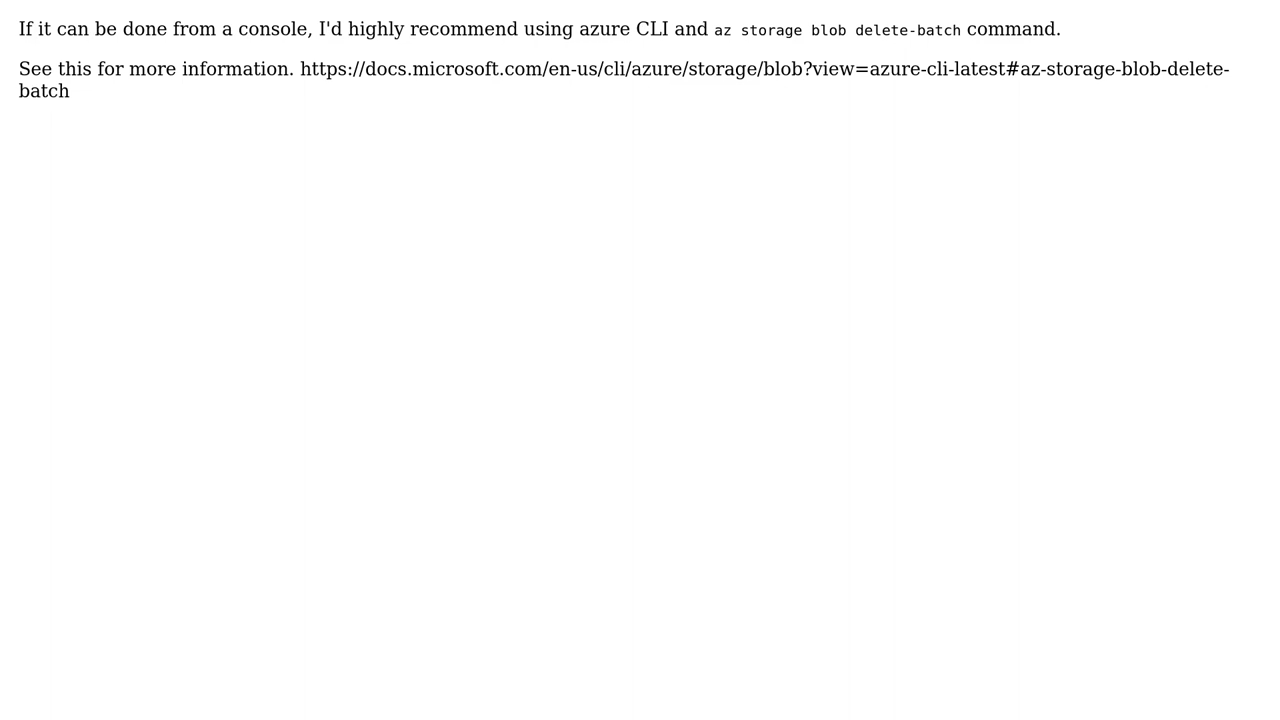 If it can be done from a console, I'd highly recommend using azure CLI and az storage blob delete-batch command.
See this for more information. https://docs.microsoft.com/en-us/cli/azure/storage/blob?view=azure-cli-latest#az-storage-blob-delete-
batch